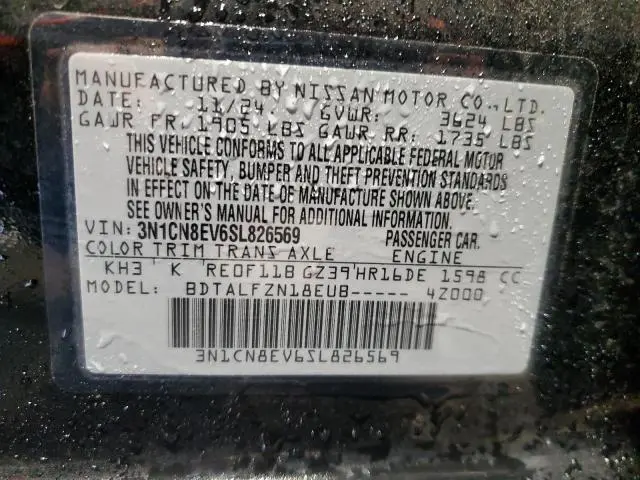 MANUFACTURED BY NISSAN MOTOR CO., LTD.
DATE: 11/24 GVWR: 3624 LBS
GAWR FR: 1905 LBS GAWR RR: 1735 LBS
THIS VEHICLE CONFORMS TO ALL APPLICABLE FEDERAL MOTOR
VEHICLE SAFETY, BUMPER AND THEFT PREVENTION STANDARDS
IN EFFECT ON THE DATE OF MANUFACTURE SHOWN ABOVE.
SEE OWNER'S MANUAL FOR ADDITIONAL INFORMATION.
VIN: 3N1CN8EV6SL826569 PASSENGER CAR.
COLOR TRIM TRANS AXLE ENGINE
KH3 K RE0F11B GZ39 HR16DE 1598 CC
MODEL: BDTALFZN18EUB----- 4Z000
3N1CN8EV6SL826569